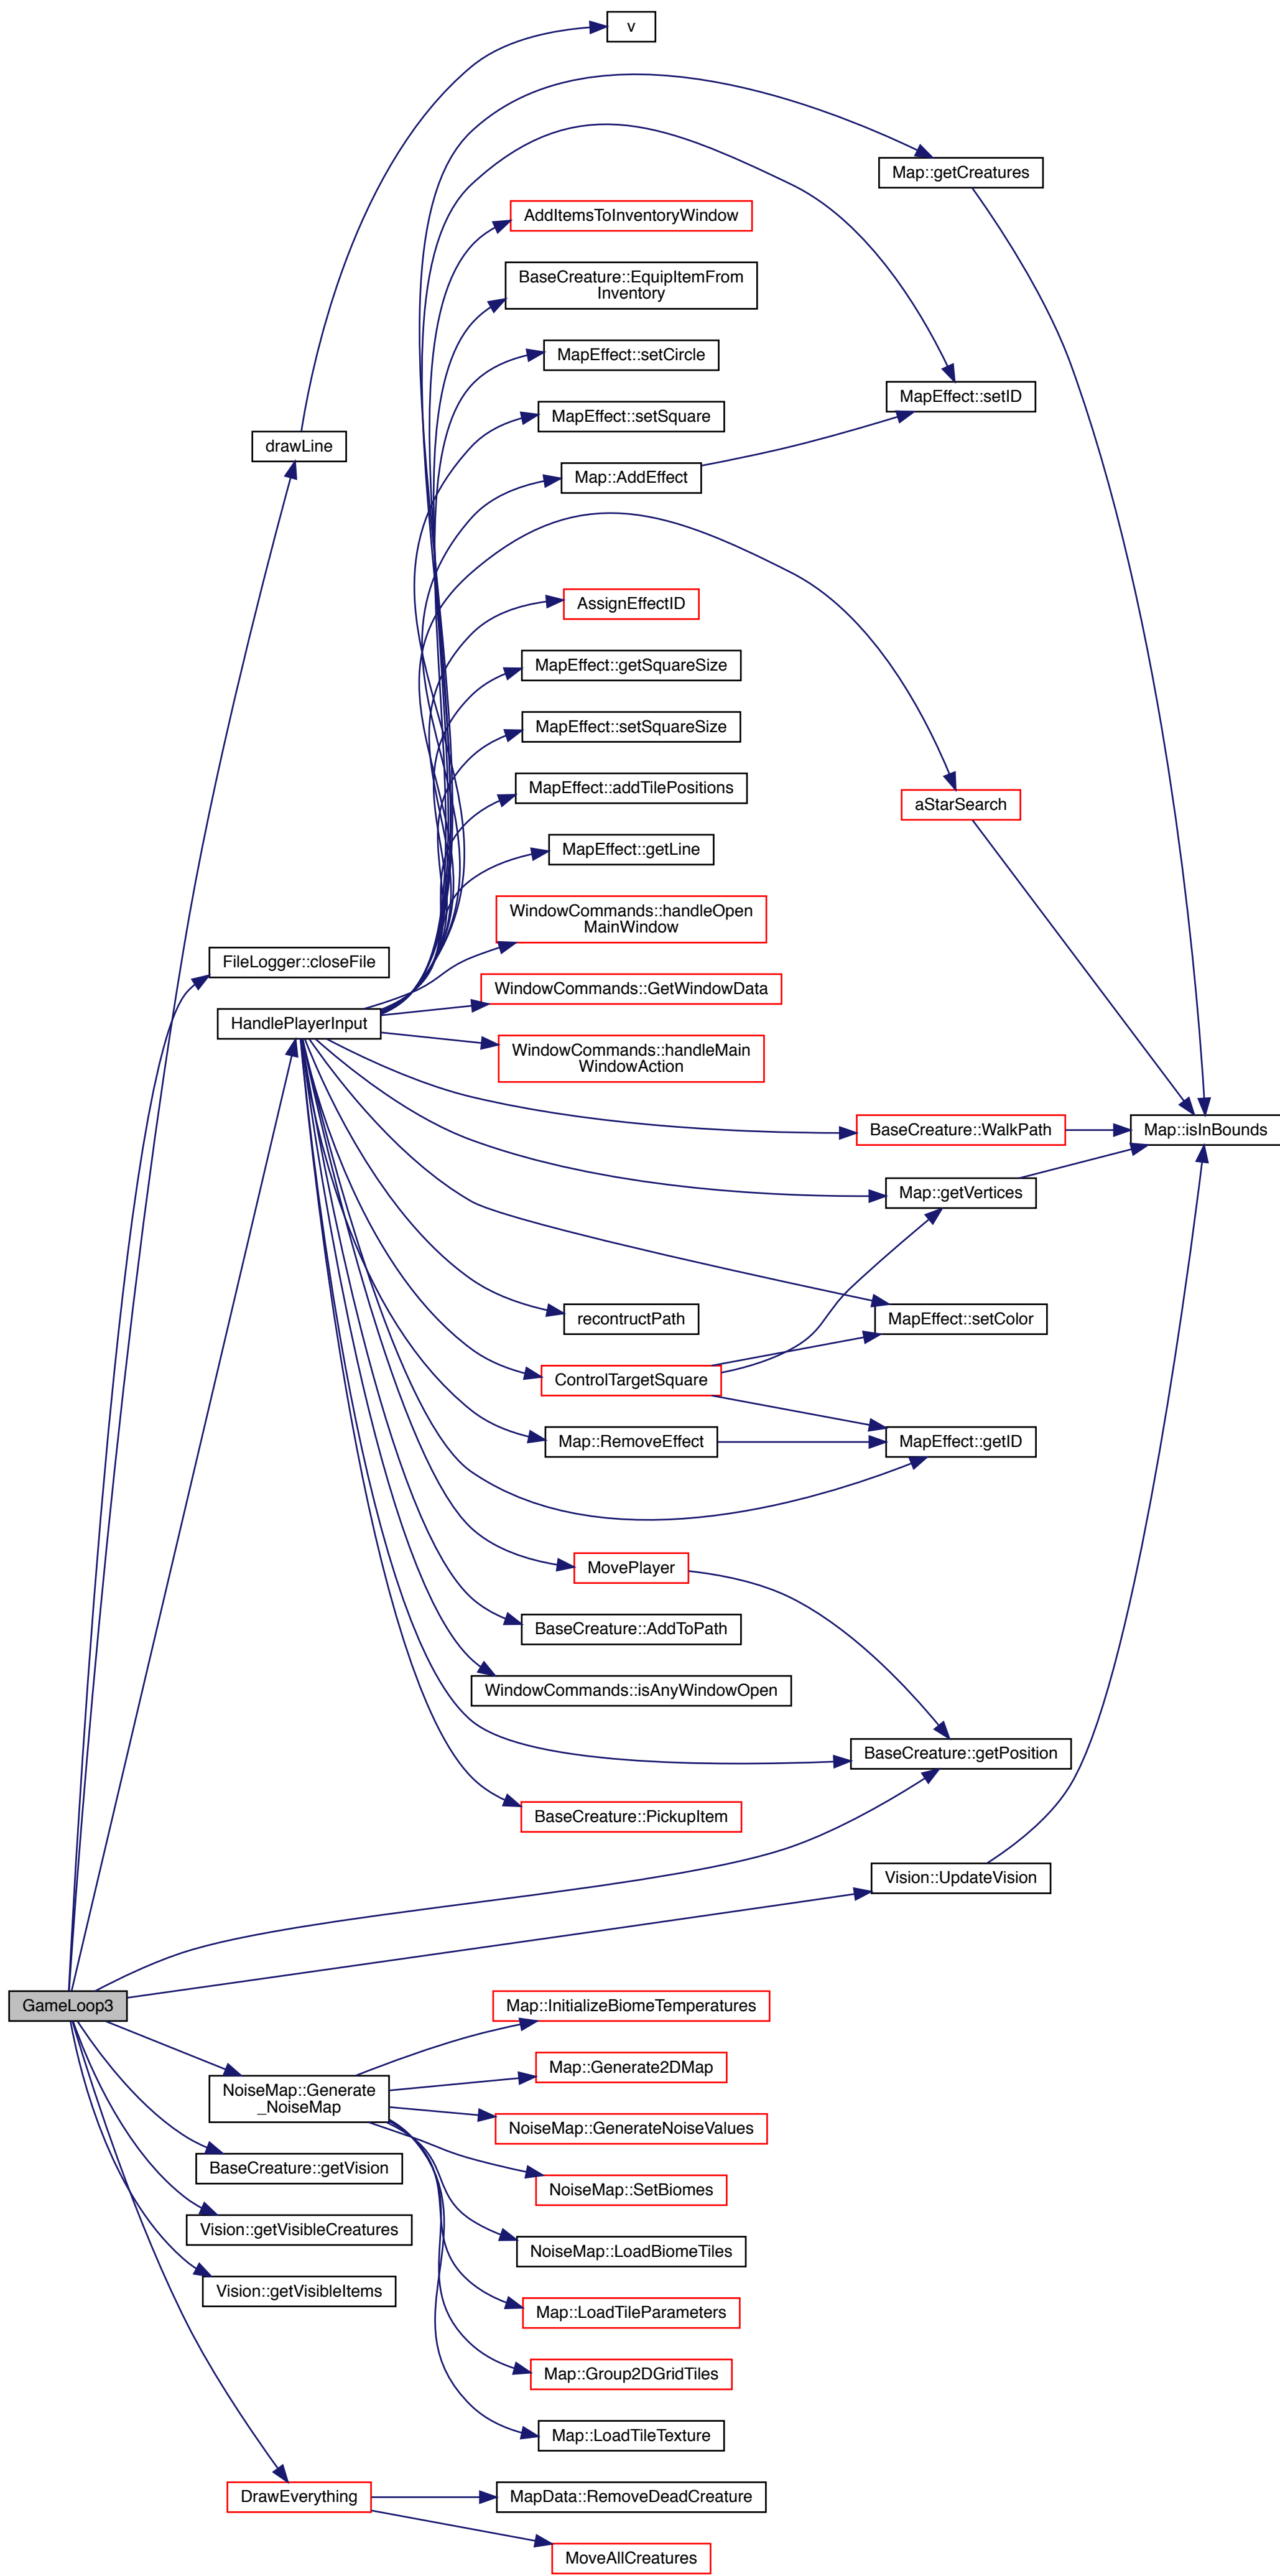 v
Map::getCreatures
AddItemsToInventoryWindow
BaseCreature::EquipItemFrom
Inventory
MapEffect::setCircle
MapEffect::setID
MapEffect::setSquare
drawLine
Map::AddEffect
AssignEffectID
MapEffect::getSquareSize
MapEffect::setSquareSize
MapEffect::addTilePositions
aStarSearch
MapEffect::getLine
WindowCommands::handleOpen
MainWindow
FileLogger::closeFile
WindowCommands::GetWindowData
HandlePlayerInput
WindowCommands::handleMain
WindowAction
BaseCreature::WalkPath
Map::isInBounds
Map::getVertices
recontructPath
MapEffect::setColor
ControlTargetSquare
Map::RemoveEffect
MapEffect::getID
MovePlayer
BaseCreature::AddToPath
WindowCommands::isAnyWindowOpen
BaseCreature::getPosition
BaseCreature::PickupItem
Vision::UpdateVision
GameLoop3
Map::InitializeBiomeTemperatures
Map::Generate2DMap
NoiseMap::Generate
_NoiseMap
NoiseMap::GenerateNoiseValues
BaseCreature::getVision
NoiseMap::SetBiomes
Vision::getVisibleCreatures
NoiseMap::LoadBiomeTiles
Vision::getVisibleItems
Map::LoadTileParameters
Map::Group2DGridTiles
Map::LoadTileTexture
DrawEverything
MapData::RemoveDeadCreature
MoveAllCreatures